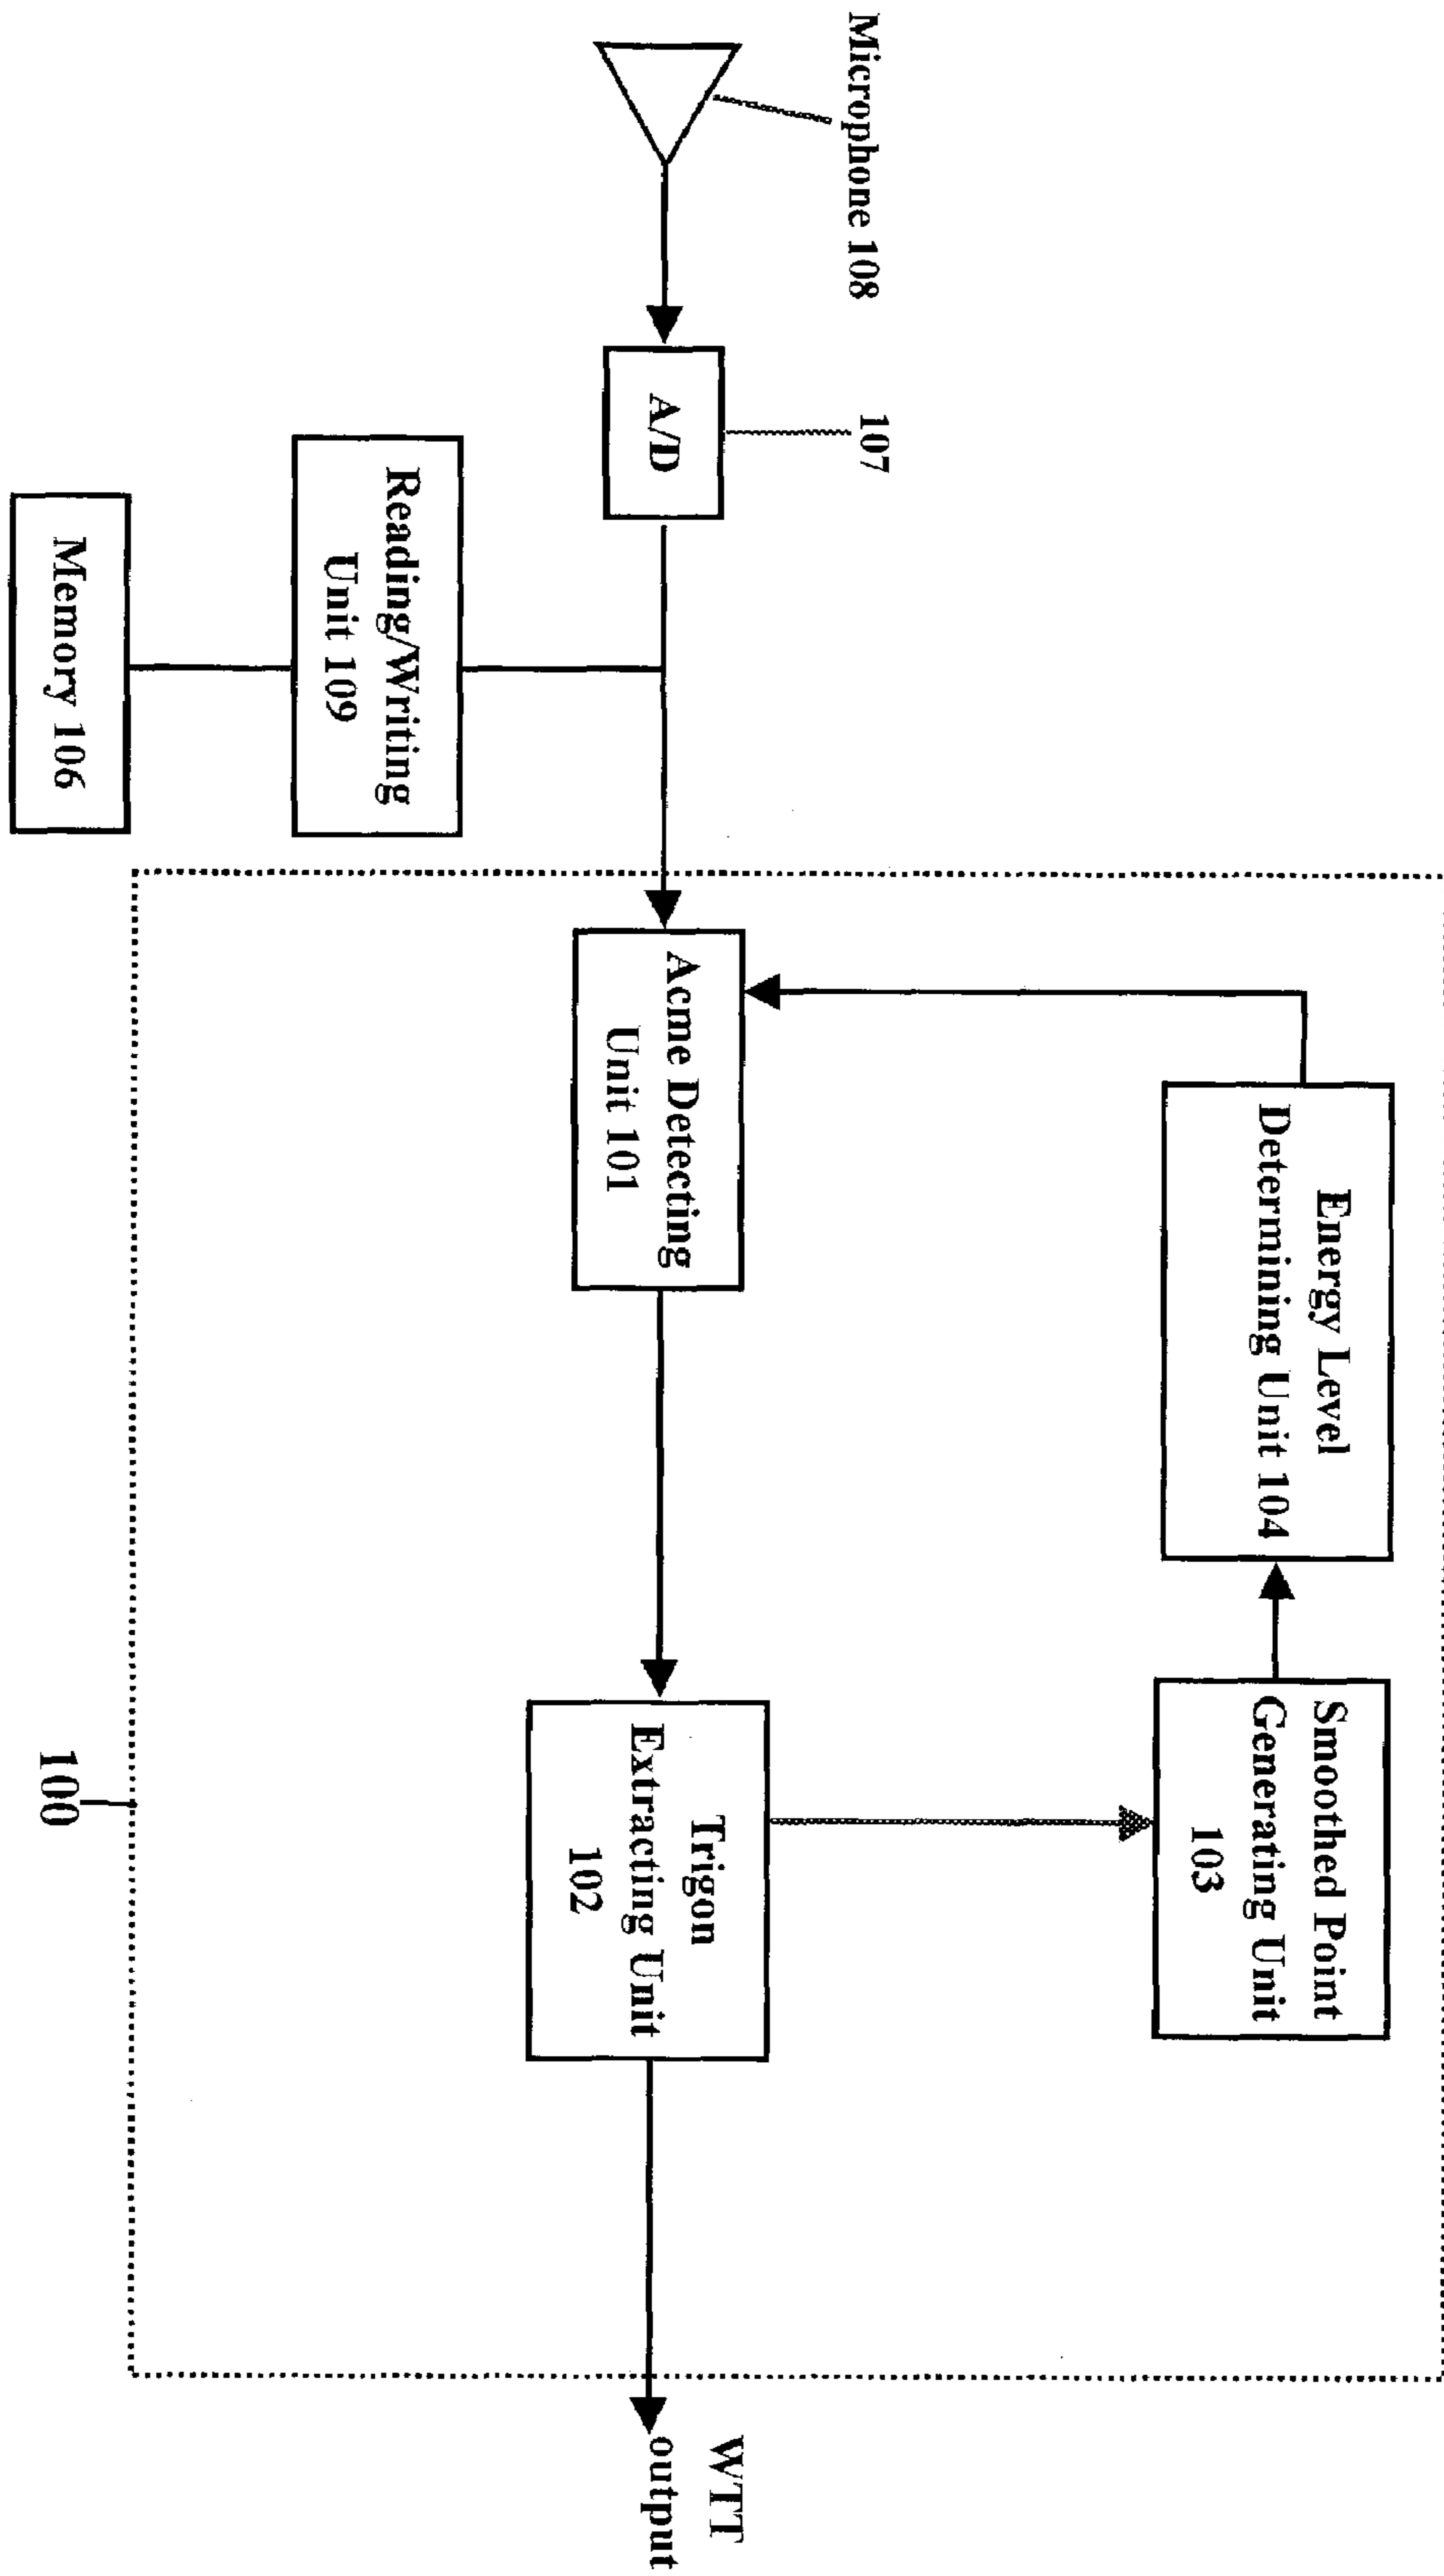 Microphone 108
A/D
107
Reading/Writing
Unit 109
Memory 106
Acme Detecting
Unit 101
Energy Level
Determining Unit 104
Trigon
Extracting Unit
102
Smoothed Point
Generating Unit
103
100
WTT
output